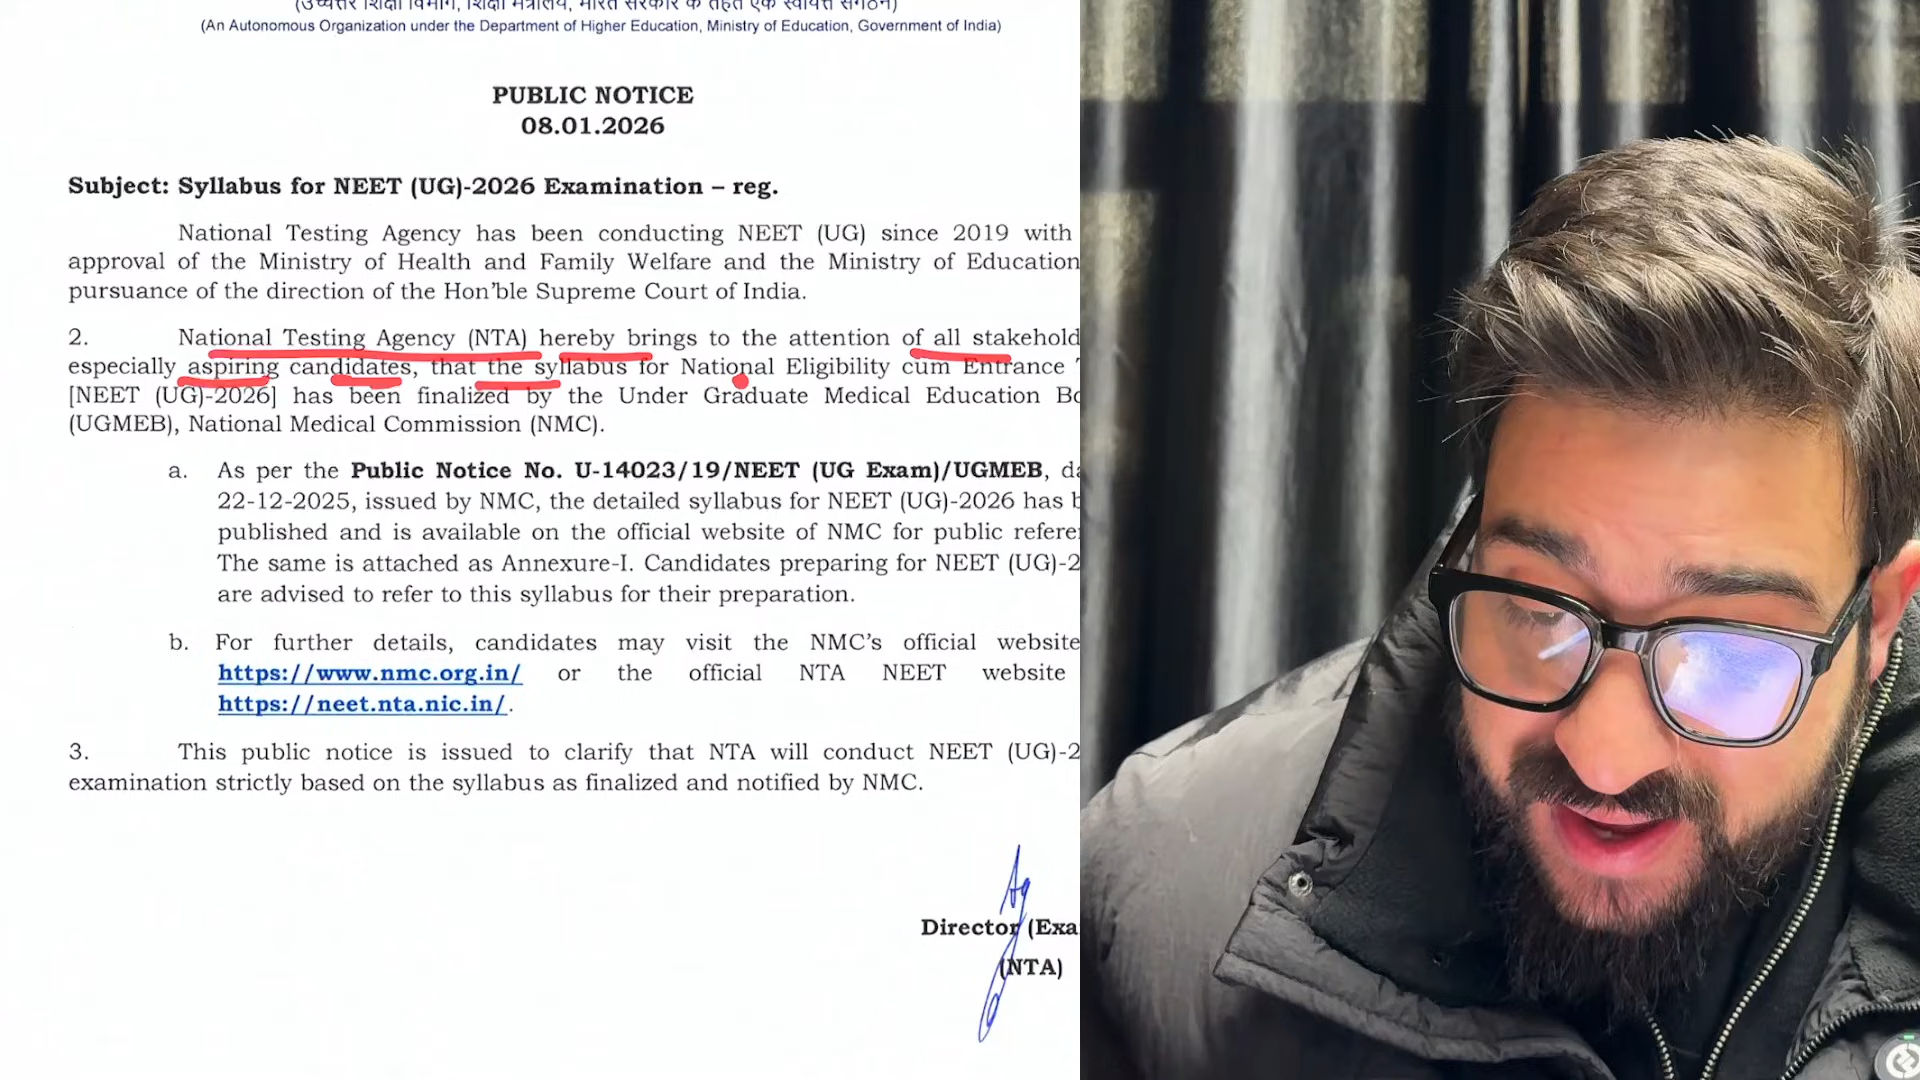 (उच्चतर शिक्षा विभाग, शिक्षा मंत्रालय, भारत सरकार के तहत एक स्वायत्त संगठन)
(An Autonomous Organization under the Department of Higher Education, Ministry of Education, Government of India)
PUBLIC NOTICE
08.01.2026
Subject: Syllabus for NEET (UG)-2026 Examination – reg.
National Testing Agency has been conducting NEET (UG) since 2019 with
approval of the Ministry of Health and Family Welfare and the Ministry of Education
pursuance of the direction of the Hon’ble Supreme Court of India.
2. National Testing Agency (NTA) hereby brings to the attention of all stakehold
especially aspiring candidates, that the syllabus for National Eligibility cum Entrance
[NEET (UG)-2026] has been finalized by the Under Graduate Medical Education Bo
(UGMEB), National Medical Commission (NMC).
a. As per the Public Notice No. U-14023/19/NEET (UG Exam)/UGMEB, da
22-12-2025, issued by NMC, the detailed syllabus for NEET (UG)-2026 has b
published and is available on the official website of NMC for public refere
The same is attached as Annexure-I. Candidates preparing for NEET (UG)-2
are advised to refer to this syllabus for their preparation.
b. For further details, candidates may visit the NMC’s official website
https://www.nmc.org.in/ or the official NTA NEET website
https://neet.nta.nic.in/.
3. This public notice is issued to clarify that NTA will conduct NEET (UG)-2
examination strictly based on the syllabus as finalized and notified by NMC.
Director (Exa
(NTA)